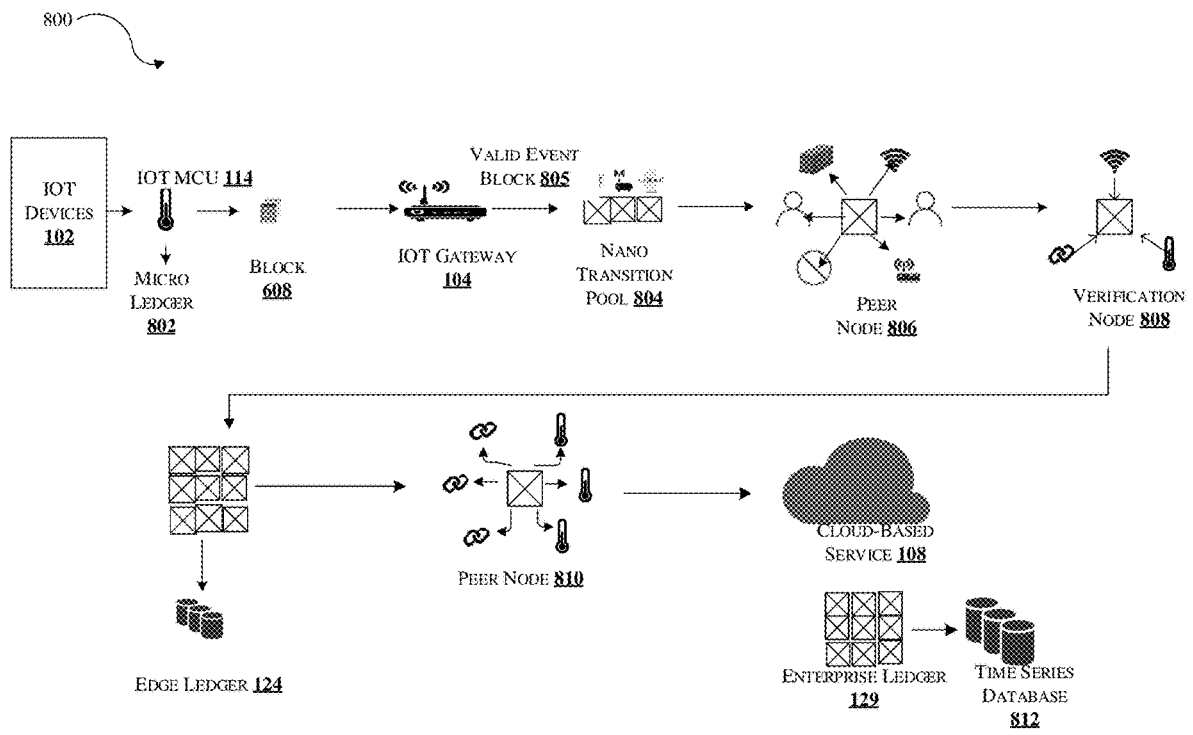 800
IOT
DEVICES
102
IOT MCU 114
MICRO
LEDGER
802
BLOCK
608
IOT GATEWAY
104
VALID EVENT
BLOCK 805
M
NANO
TRANSITION
POOL 804
PEER
NODE 806
VERIFICATION
NODE 808
EDGE LEDGER 124
PEER NODE 810
CLOUD-BASED
SERVICE 108
ENTERPRISE LEDGER
129
TIME SERIES
DATABASE
812